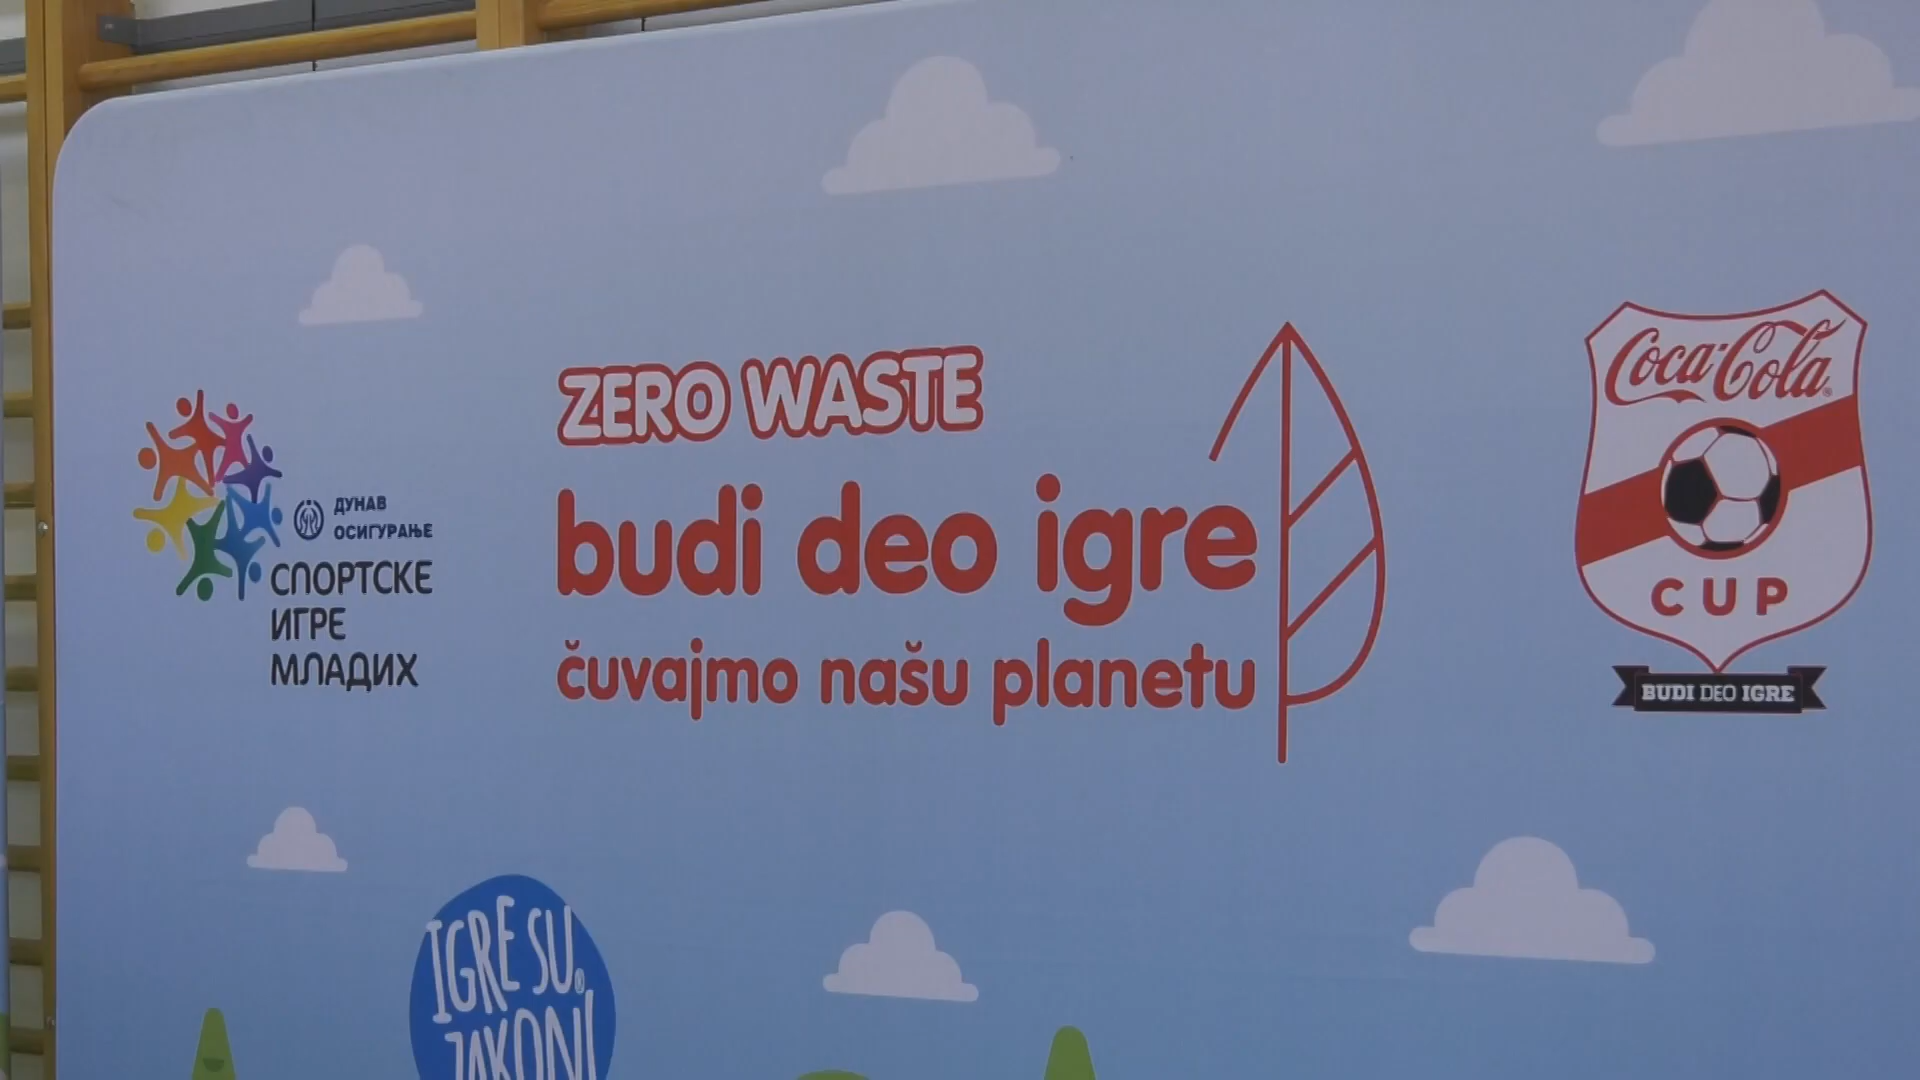 ДУНАВ
ОСИГУРАЊЕ
СПОРТСКЕ
ИГРЕ
МЛАДИХ
ZERO WASTE
budi deo igre
čuvajmo našu planetu
Coca-Cola®
CUP
BUDI DEO IGRE
IGRE SU
ZAKON!